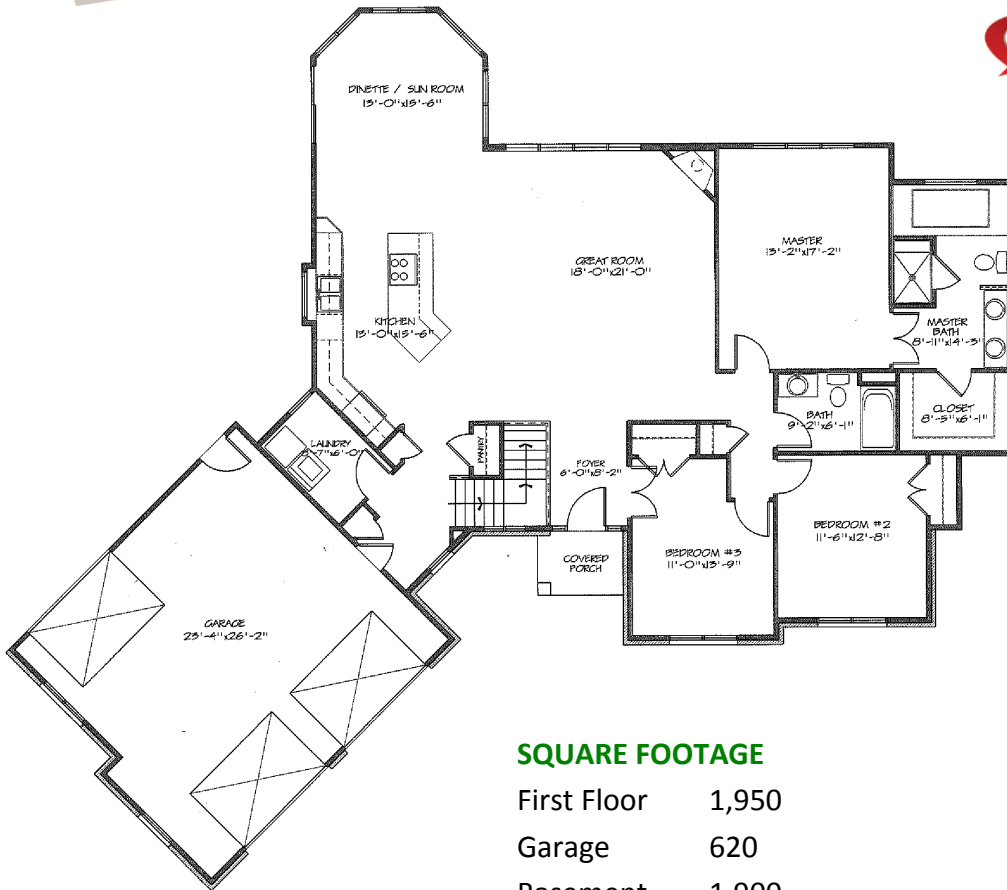 DINETTE / SUN ROOM
13'-0"x15'-6"
MASTER
13'-2"x17'-2"
GREAT ROOM
18'-0"x21'-0"
KITCHEN
13'-0"x15'-6"
MASTER
BATH
8'-11"x14'-3"
BATH
9'-2"x6'-1"
CLOSET
8'-5"x6'-1"
LAUNDRY
PANTRY
FOYER
6'-0"x8'-2"
BEDROOM #2
11'-6"x12'-8"
COVERED
PORCH
BEDROOM #3
11'-0"x13'-9"
GARAGE
23'-4"x26'-2"
SQUARE FOOTAGE
First Floor 1,950
Garage 620
Basement 1,900